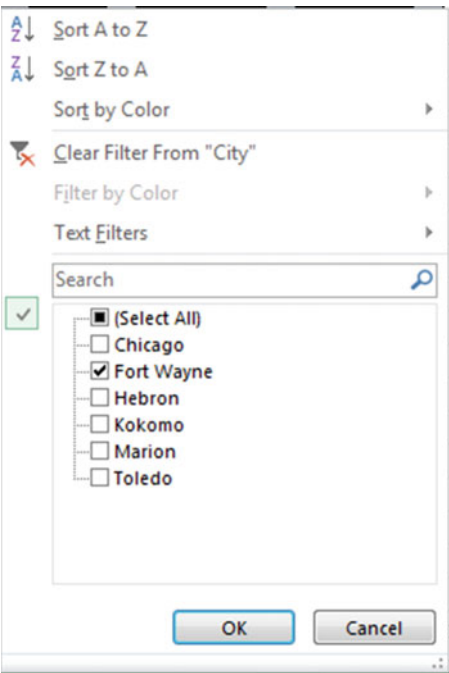 Sort A to Z
Sort Z to A
Sort by Color
Clear Filter From "City"
Filter by Color
Text Filters
Search
(Select All)
Chicago
Fort Wayne
Hebron
Kokomo
Marion
Toledo
OK Cancel